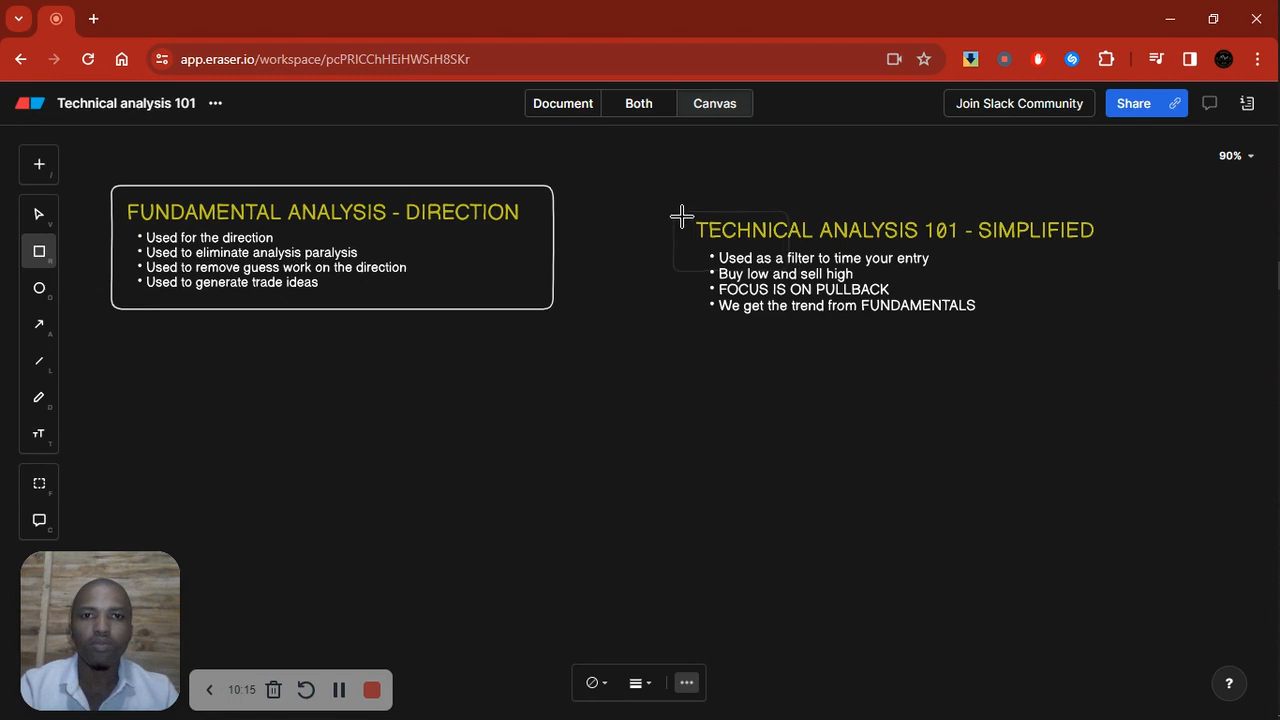 app.eraser.io/workspace/pcPRICChHEiHWSrH8SKr
Technical analysis 101 •••
Document Both Canvas
Join Slack Community
Share
90%
FUNDAMENTAL ANALYSIS - DIRECTION
• Used for the direction
• Used to eliminate analysis paralysis
• Used to remove guess work on the direction
• Used to generate trade ideas
TECHNICAL ANALYSIS 101 - SIMPLIFIED
• Used as a filter to time your entry
• Buy low and sell high
• FOCUS IS ON PULLBACK
• We get the trend from FUNDAMENTALS
/
V
R
O
A
L
D
TT
T
F
C
10:15
?